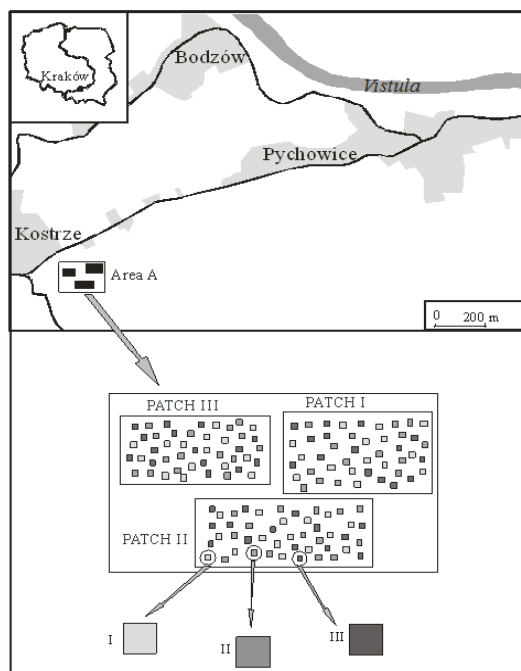 Kraków
Bodzów
Vistula
Pychowice
Kostrze
Area A
0 200 m
PATCH III
PATCH I
PATCH II
I
II
III